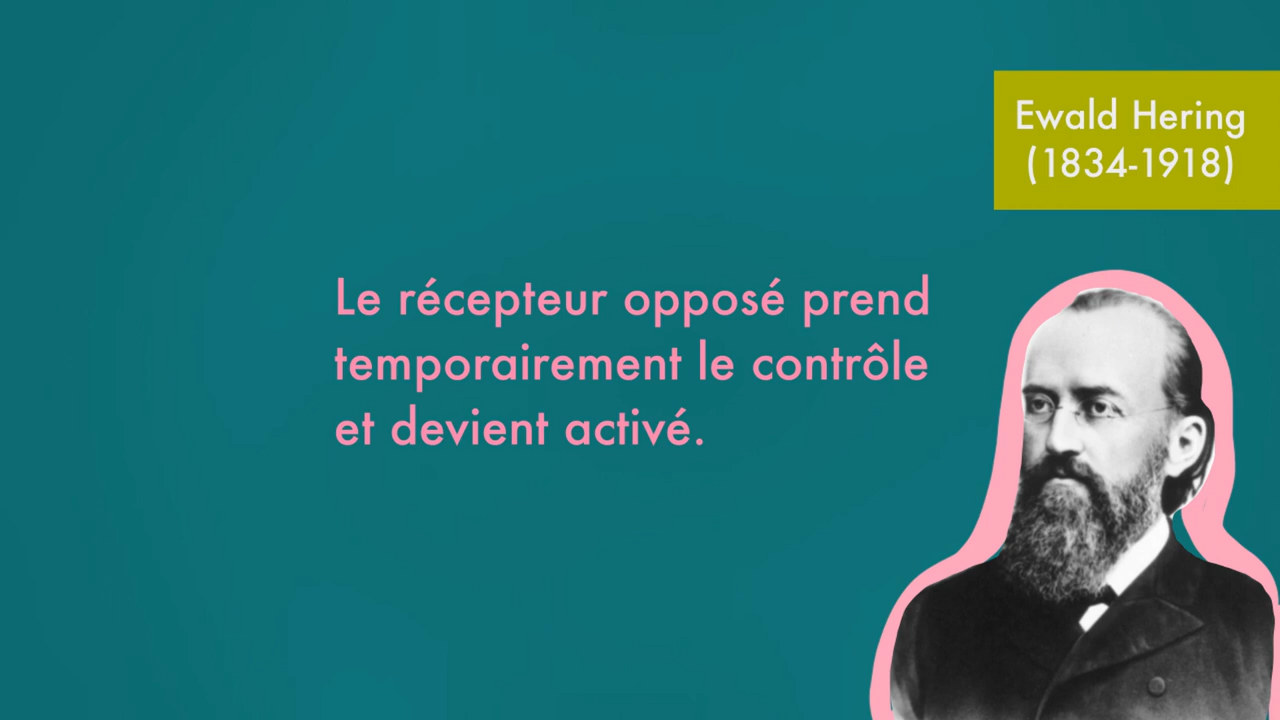 Ewald Hering
(1834-1918)
Le récepteur opposé prend
temporairement le contrôle
et devient activé.